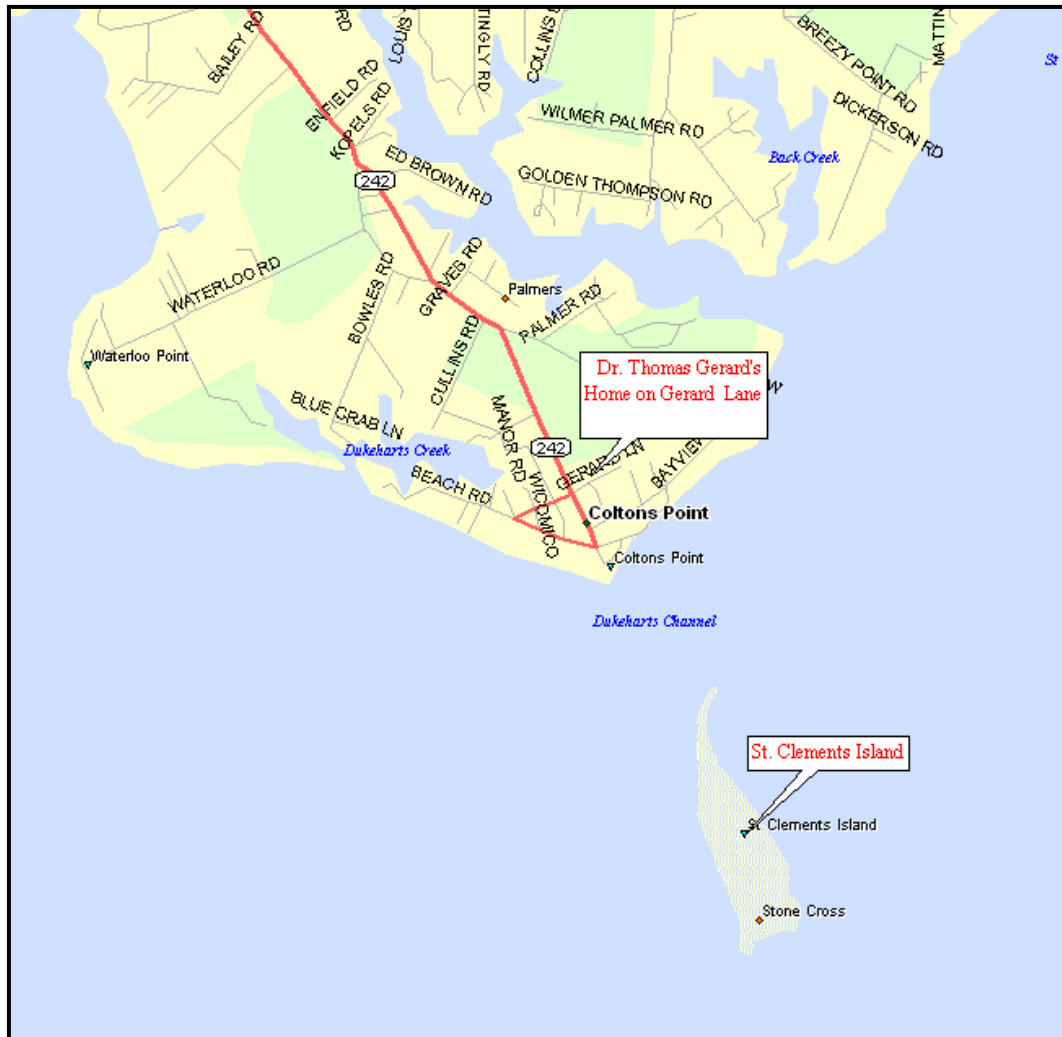 BAILEY RD
RD
LOUIS
TINGLY RD
COLLINS
BREEZY POINT RD
MATTIN
St
ENFIELD RD
KOPELS RD
WILMER PALMER RD
DICKERSON RD
ED BROWN RD
Back Creek
242
GOLDEN THOMPSON RD
WATERLOO RD
BOWLES RD
GRAVES RD
Palmers
PALMER RD
Waterloo Point
CULLINS RD
Dr. Thomas Gerard's
Home on Gerard Lane
W
BLUE CRAB LN
MANOR RD
Dukeharts Creek
242
GERARD LN
BAYVIEW
BEACH RD
WICOMICO
Coltons Point
Coltons Point
Dukeharts Channel
St. Clements Island
St Clements Island
Stone Cross